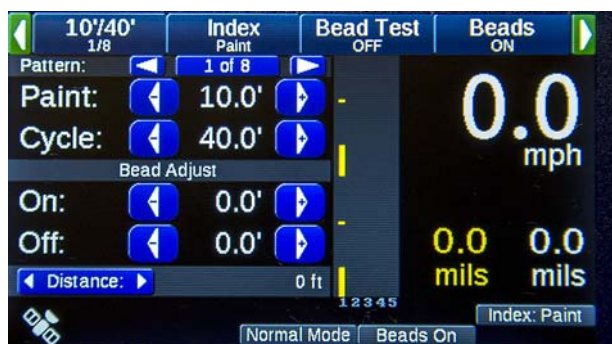 10'/40'
1/8
Index
Paint
Bead Test
OFF
Beads
ON
Pattern:
1 of 8
Paint: - 10.0' +
Cycle: - 40.0' +
Bead Adjust
On: - 0.0' +
Off: - 0.0' +
Distance:
0 ft
12345
0.0
mph
0.0
mils
0.0
mils
Index: Paint
Normal Mode
Beads On